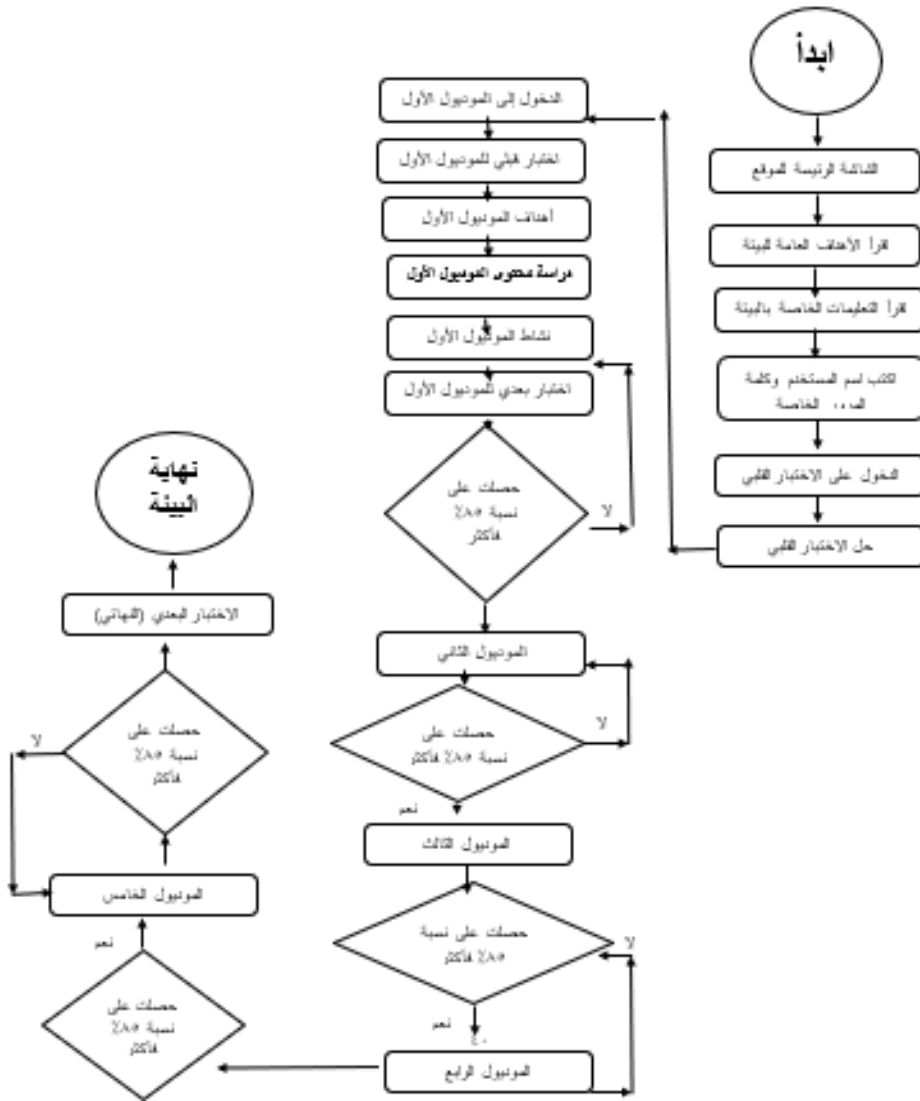 ابدأ
الشاشة الرئيسة للموقع
اقرأ الأهداف العامة للبيئة
اقرأ التعليمات الخاصة بالبيئة
اكتب اسم المستخدم وكلمة
الخاصة
الدخول على الاختبار القبلي
حل الاختبار القبلي
الدخول إلى الموديول الأول
اختبار قبلي للموديول الأول
أهداف الموديول الأول
دراسة محتوى الموديول الأول
نشاط الموديول الأول
اختبار بعدي للموديول الأول
حصلت على
نسبة ٨٥٪
فأكثر
لا
الموديول الثاني
حصلت على
نسبة ٨٥٪ فأكثر
لا
نعم
الموديول الثالث
حصلت على نسبة
٨٥٪ فأكثر
لا
نعم
الموديول الرابع
حصلت على
نسبة ٨٥٪
فأكثر
نعم
الموديول الخامس
حصلت على
نسبة ٨٥٪
فأكثر
لا
الاختبار البعدي (النهائي)
نهاية
البيئة